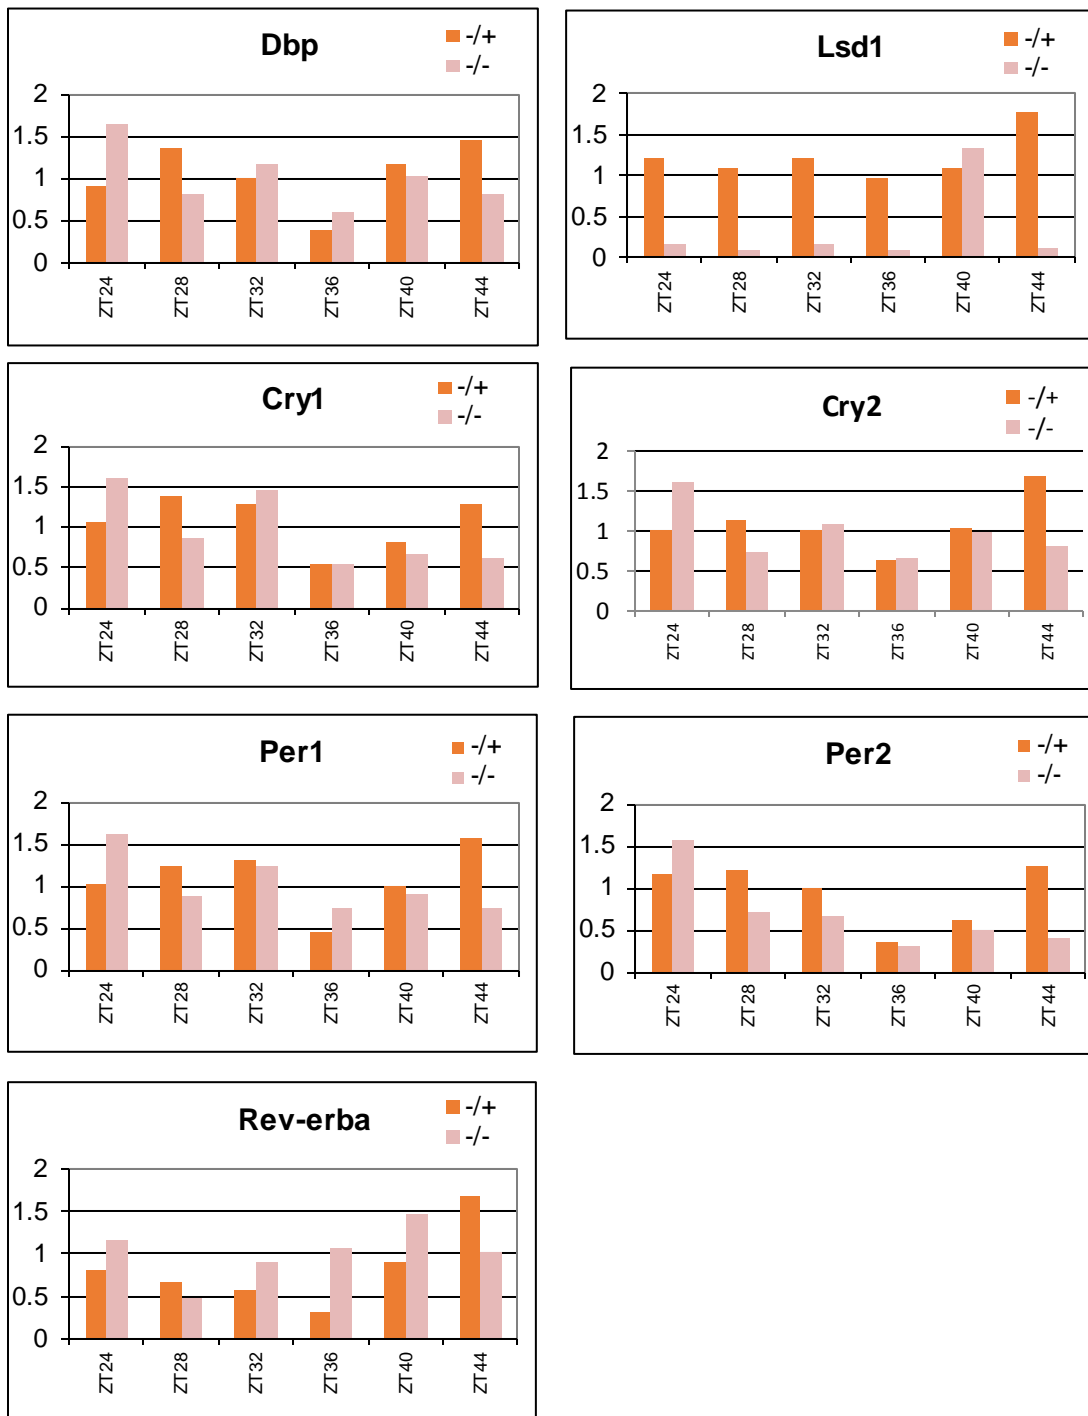 Dbp
-/+
-/-
2
1.5
1
0.5
0
ZT24
ZT28
ZT32
ZT36
ZT40
ZT44
Lsd1
-/+
-/-
2
1.5
1
0.5
0
ZT24
ZT28
ZT32
ZT36
ZT40
ZT44
Cry1
-/+
-/-
2
1.5
1
0.5
0
ZT24
ZT28
ZT32
ZT36
ZT40
ZT44
Cry2
-/+
-/-
2
1.5
1
0.5
0
ZT24
ZT28
ZT32
ZT36
ZT40
ZT44
Per1
-/+
-/-
2
1.5
1
0.5
0
ZT24
ZT28
ZT32
ZT36
ZT40
ZT44
Per2
-/+
-/-
2
1.5
1
0.5
0
ZT24
ZT28
ZT32
ZT36
ZT40
ZT44
Rev-erba
-/+
-/-
2
1.5
1
0.5
0
ZT24
ZT28
ZT32
ZT36
ZT40
ZT44